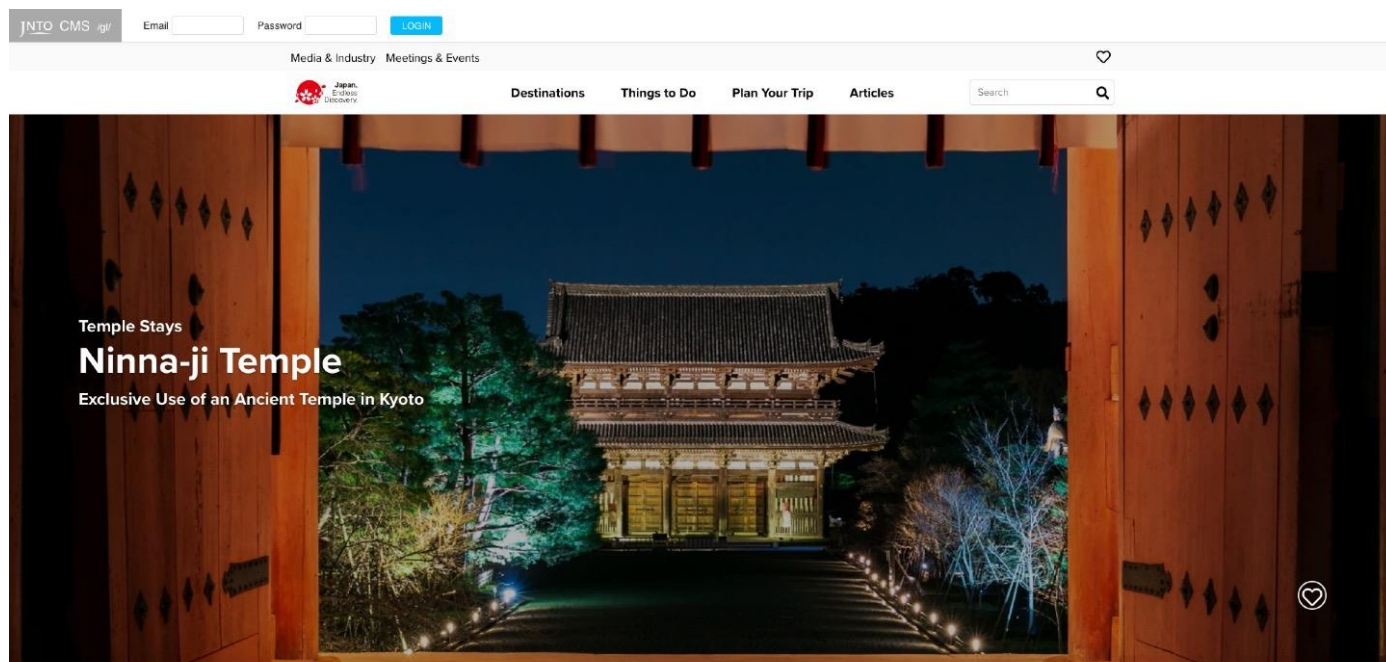 JNTO CMS /gl/ Email Password LOGIN
Media & Industry Meetings & Events
Japan.
Endless
Discovery.
Destinations Things to Do Plan Your Trip Articles Search
Temple Stays
Ninna-ji Temple
Exclusive Use of an Ancient Temple in Kyoto